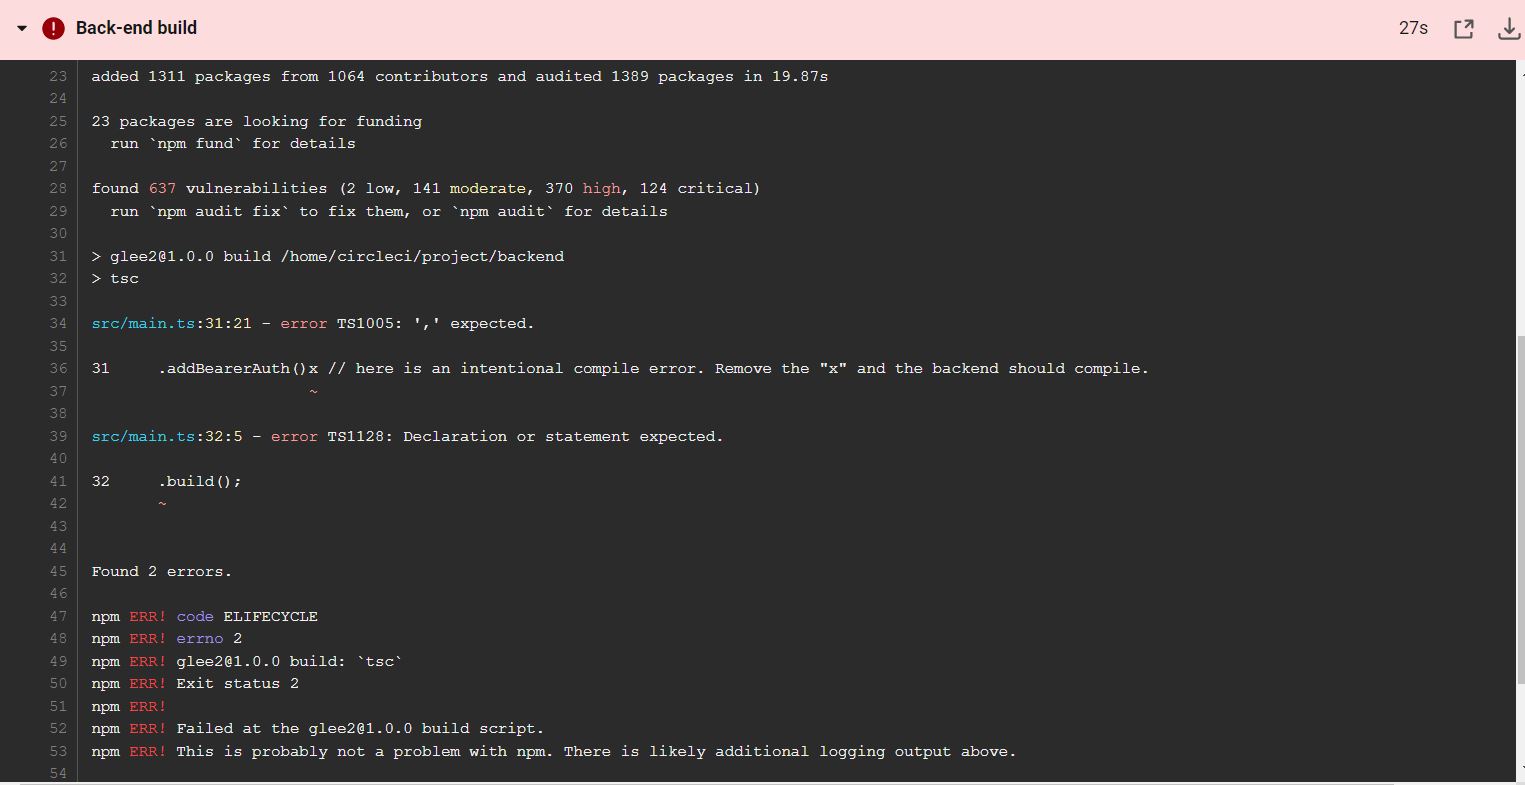 Back-end build 27s
23 added 1311 packages from 1064 contributors and audited 1389 packages in 19.87s
24
25 23 packages are looking for funding
26   run `npm fund` for details
27
28 found 637 vulnerabilities (2 low, 141 moderate, 370 high, 124 critical)
29   run `npm audit fix` to fix them, or `npm audit` for details
30
31 > glee2@1.0.0 build /home/circleci/project/backend
32 > tsc
33
34 src/main.ts:31:21 - error TS1005: ',' expected.
35
36 31     .addBearerAuth()x // here is an intentional compile error. Remove the "x" and the backend should compile.
37                        ~
38
39 src/main.ts:32:5 - error TS1128: Declaration or statement expected.
40
41 32     .build();
42        ~
43
44
45 Found 2 errors.
46
47 npm ERR! code ELIFECYCLE
48 npm ERR! errno 2
49 npm ERR! glee2@1.0.0 build: `tsc`
50 npm ERR! Exit status 2
51 npm ERR!
52 npm ERR! Failed at the glee2@1.0.0 build script.
53 npm ERR! This is probably not a problem with npm. There is likely additional logging output above.
54